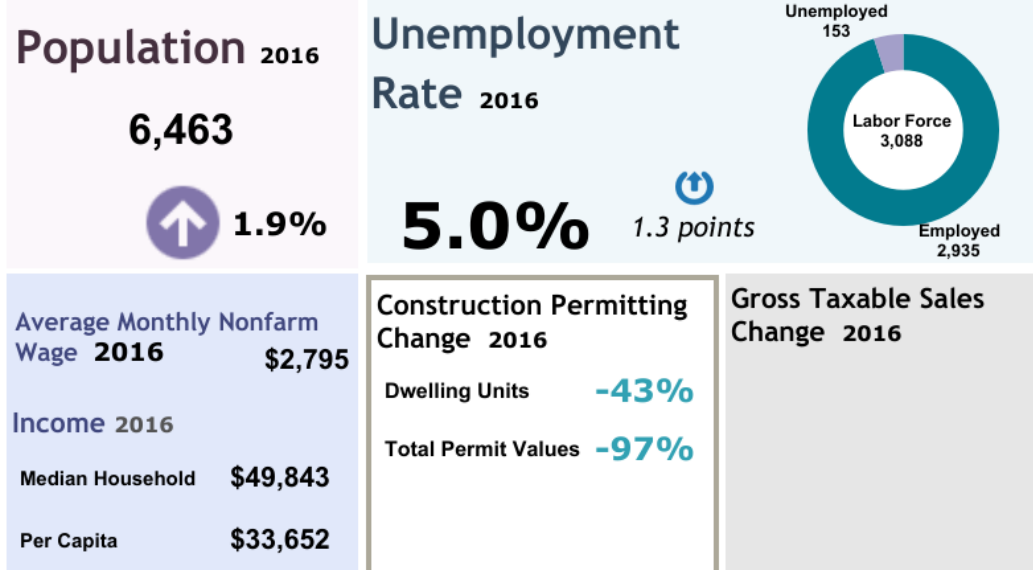 Population 2016
6,463
1.9%
Unemployment
Rate 2016
5.0%
1.3 points
Unemployed
153
Labor Force
3,088
Employed
2,935
Average Monthly Nonfarm
Wage 2016
$2,795
Income 2016
Median Household $49,843
Per Capita $33,652
Construction Permitting
Change 2016
Dwelling Units -43%
Total Permit Values -97%
Gross Taxable Sales
Change 2016